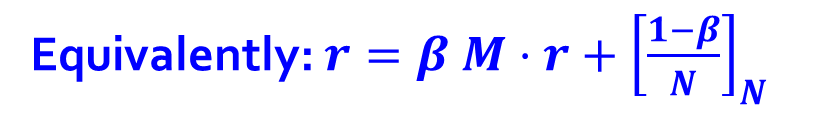 Equivalently: r = β M · r + [1−β / N]_N